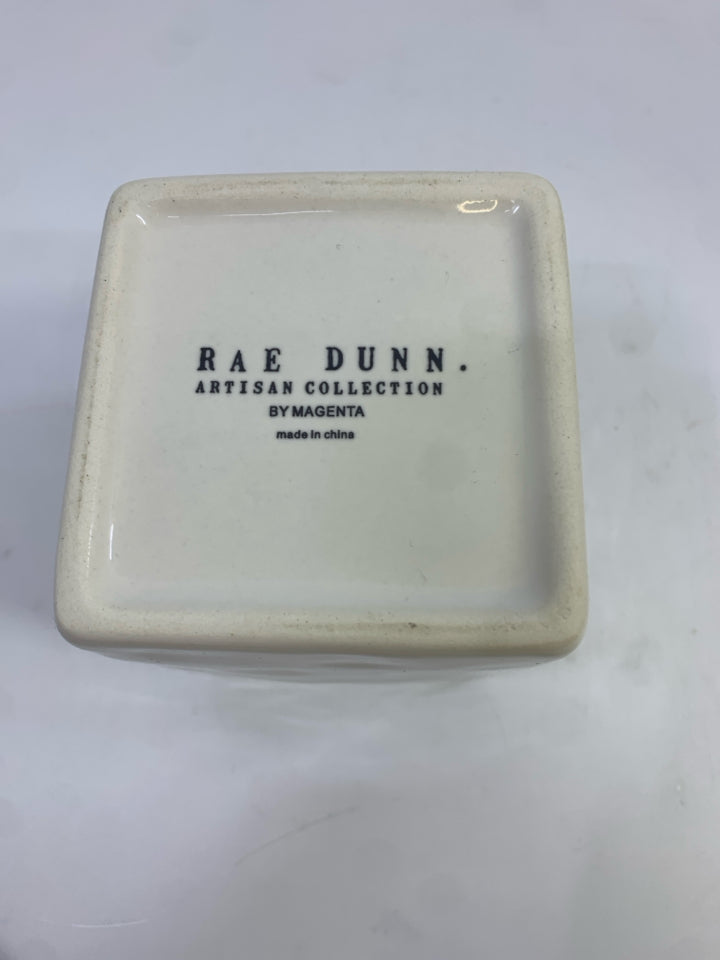 RAE DUNN.
ARTISAN COLLECTION
BY MAGENTA
made in china